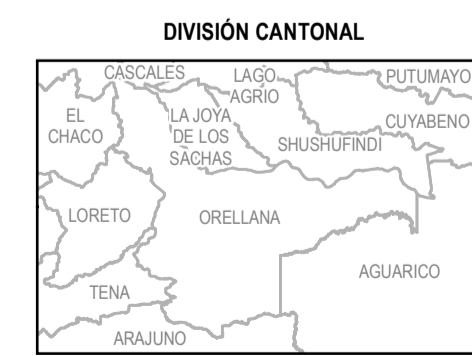 DIVISIÓN CANTONAL
CASCALES
LAGO
AGRIO
PUTUMAYO
EL
CHACO
LA JOYA
DE LOS
SACHAS
CUYABENO
SHUSHUFINDI
LORETO
ORELLANA
AGUARICO
TENA
ARAJUNO